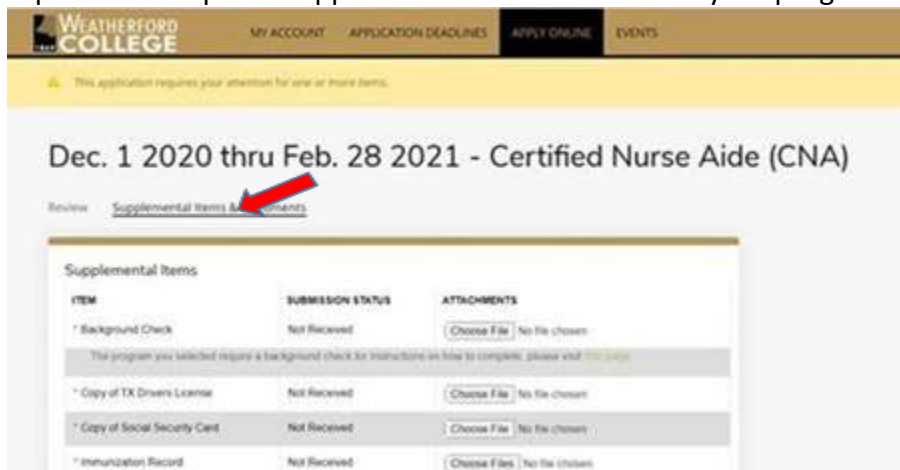 WEATHERFORD
COLLEGE
MY ACCOUNT APPLICATION DEADLINES APPLY ONLINE EVENTS
This application requires your attention for one or more items.
Dec. 1 2020 thru Feb. 28 2021 - Certified Nurse Aide (CNA)
Review Supplemental Items &
Supplemental Items
ITEM SUBMISSION STATUS ATTACHMENTS
* Background Check Not Received Choose File No file chosen
The program you selected require a background check for instructions on how to complete, please visit this page
* Copy of TX Drivers License Not Received Choose File No file chosen
* Copy of Social Security Card Not Received Choose File No file chosen
* Immunization Record Not Received Choose Files No file chosen